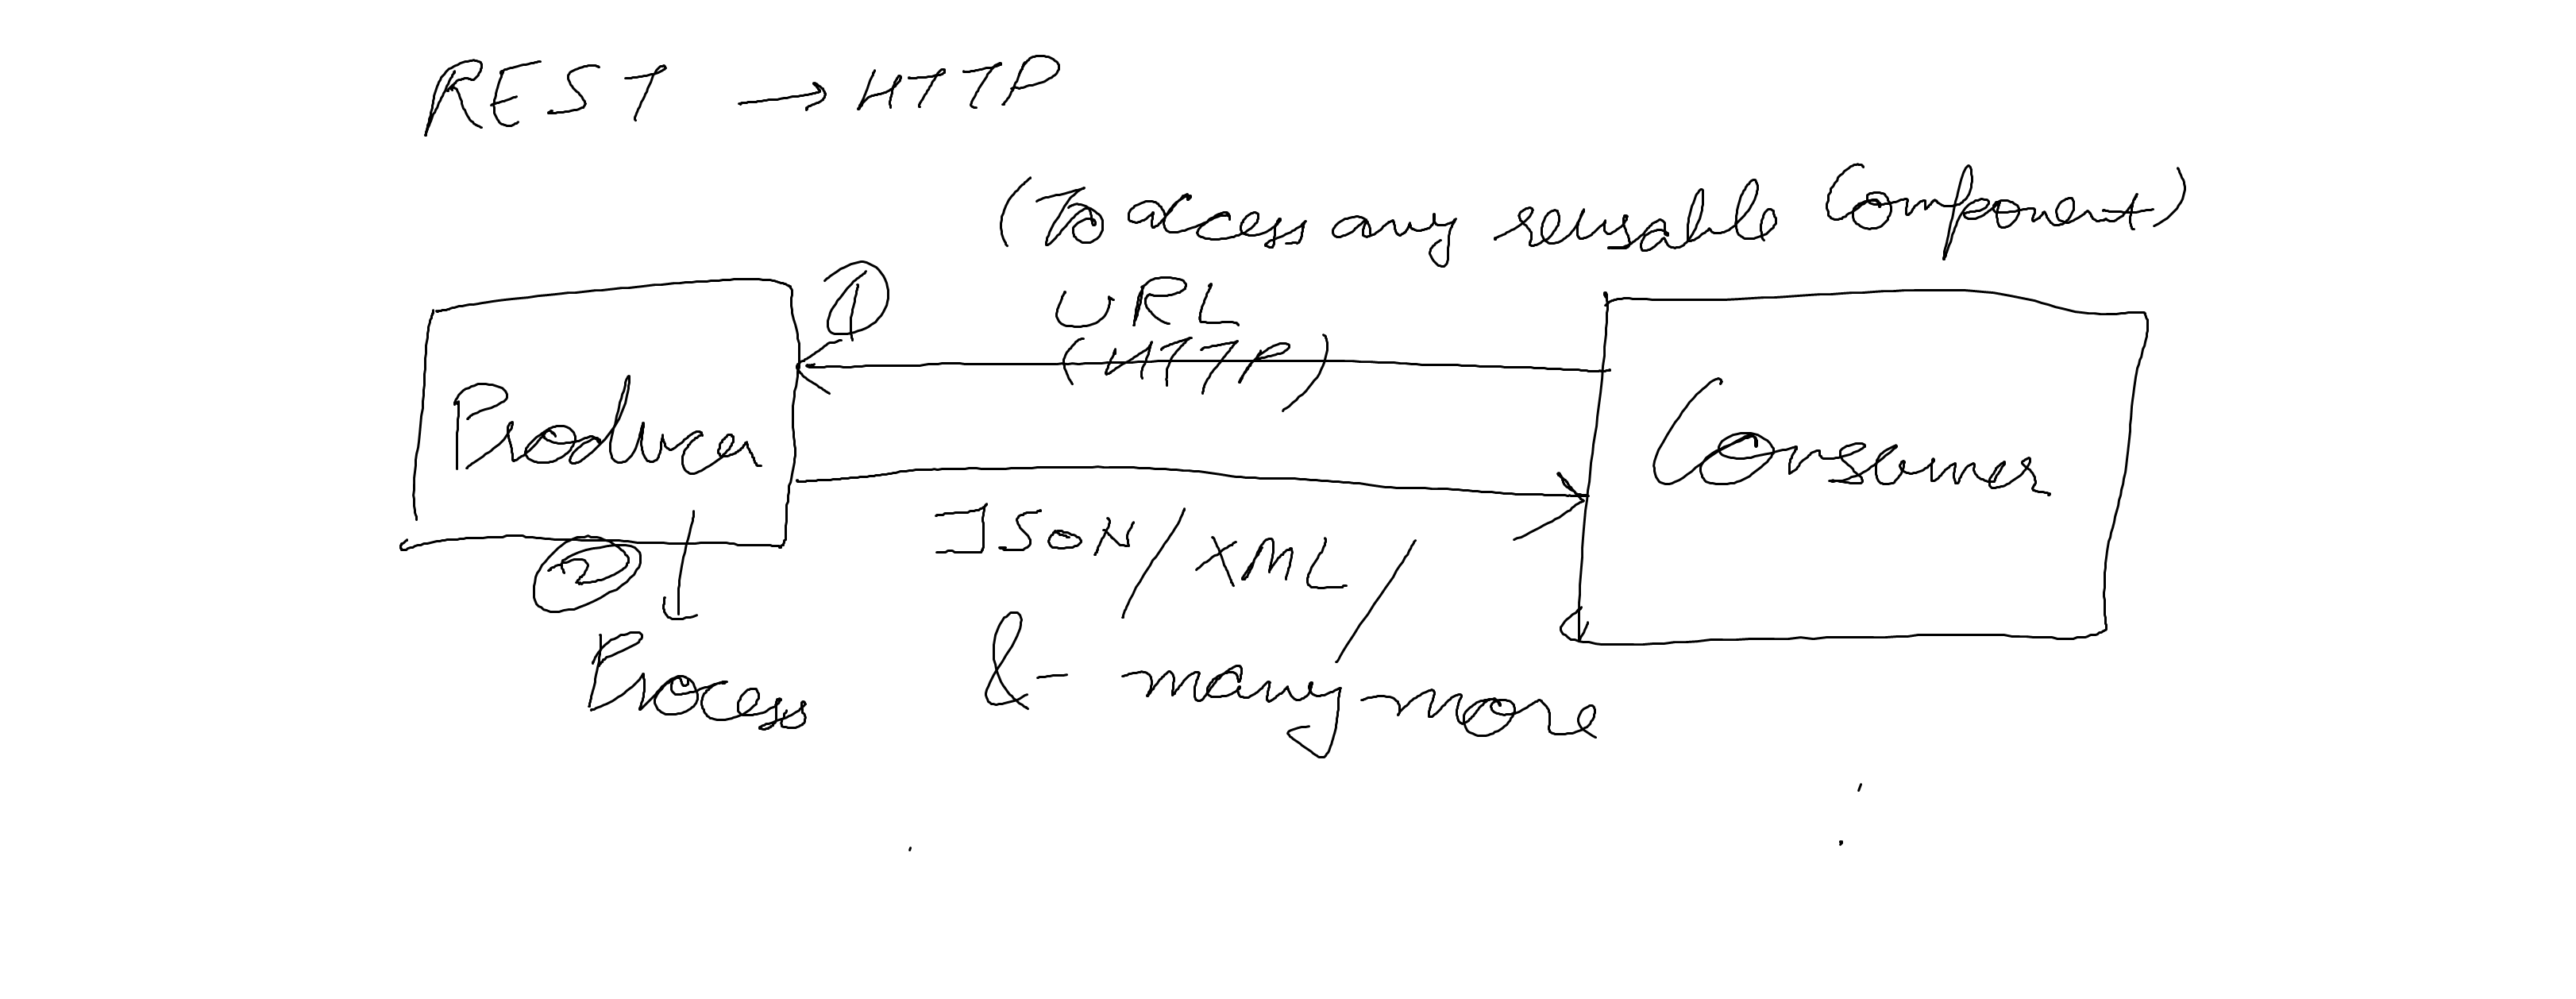 REST → HTTP
(To access any reusable Component)
① URL
(HTTP)
Producer
Consumer
JSON/XML/
②
Process & many more